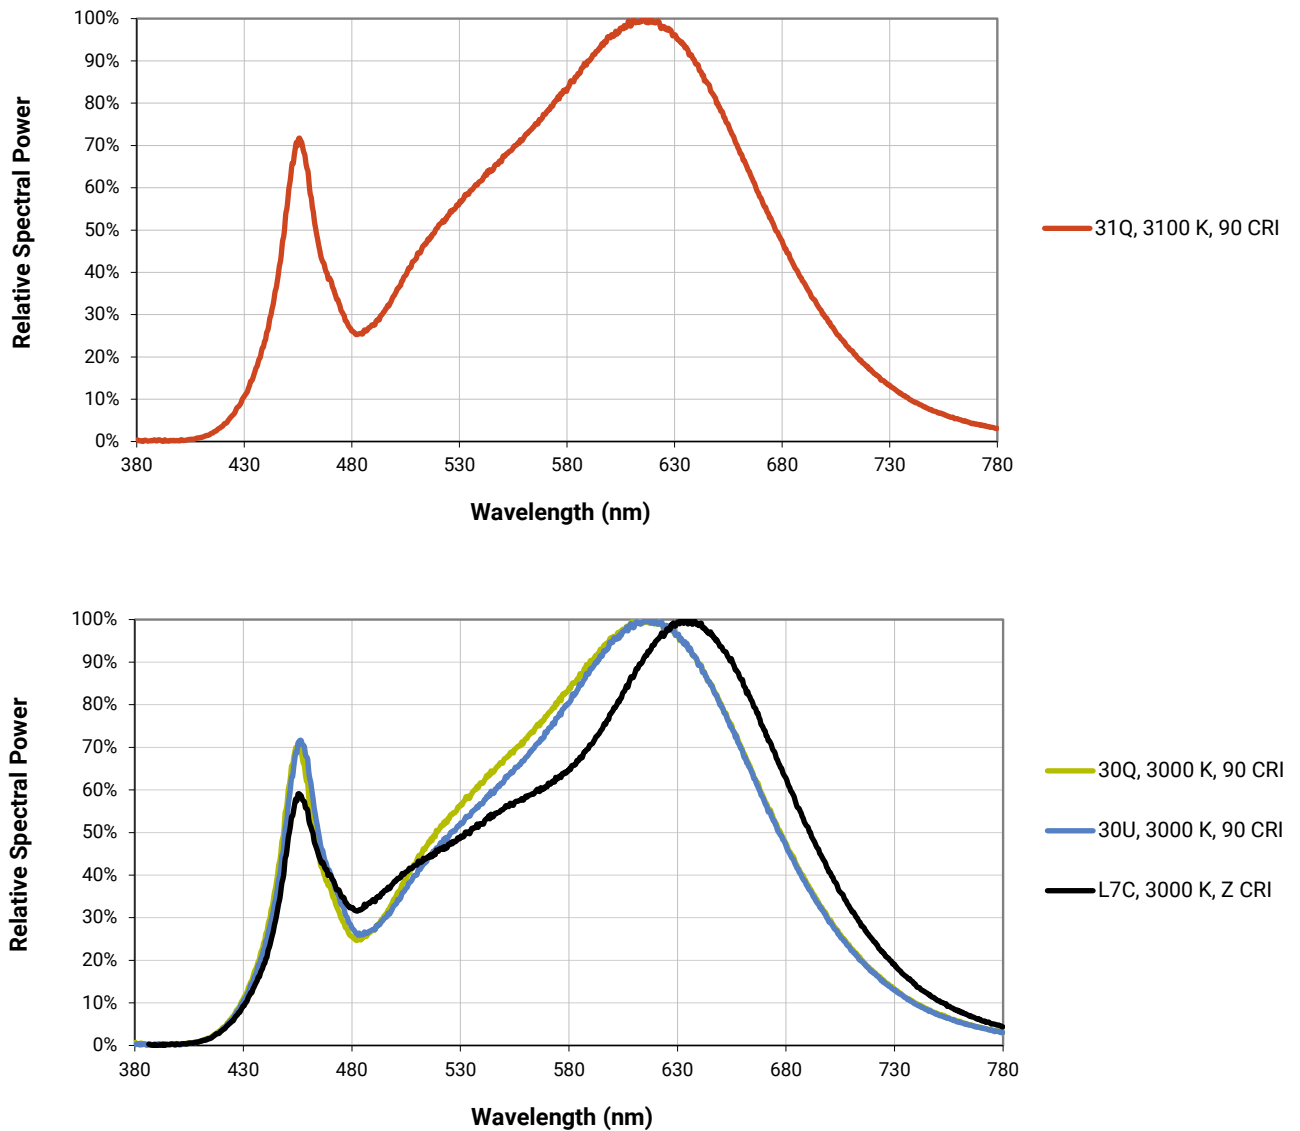 Relative Spectral Power
100%
90%
80%
70%
60%
50%
40%
30%
20%
10%
0%
380 430 480 530 580 630 680 730 780
Wavelength (nm)
31Q, 3100 K, 90 CRI
Relative Spectral Power
100%
90%
80%
70%
60%
50%
40%
30%
20%
10%
0%
380 430 480 530 580 630 680 730 780
Wavelength (nm)
30Q, 3000 K, 90 CRI
30U, 3000 K, 90 CRI
L7C, 3000 K, Z CRI